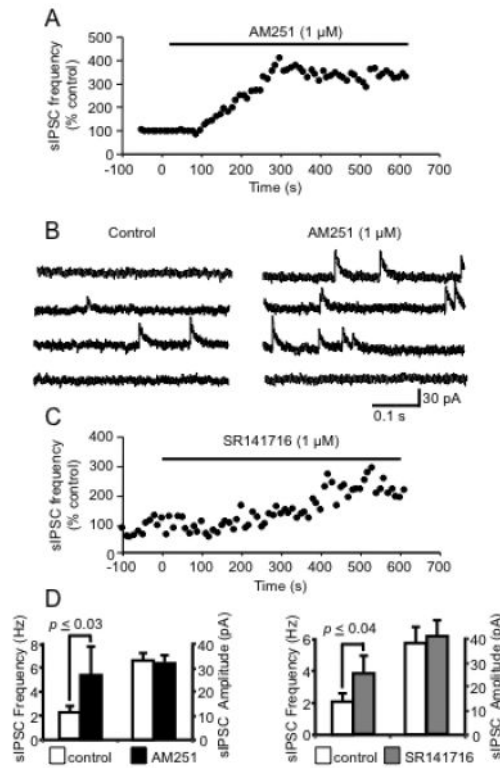 A
AM251 (1 µM)
sIPSC frequency
(% control)
500
400
300
200
100
0
-100 0 100 200 300 400 500 600 700
Time (s)
B
Control AM251 (1 µM)
30 pA
0.1 s
C
SR141716 (1 µM)
sIPSC frequency
(% control)
400
300
200
100
0
-100 0 100 200 300 400 500 600 700
Time (s)
D
p ≤ 0.03
sIPSC Frequency (Hz)
8
6
4
2
0
40
30
20
10
0
sIPSC Amplitude (pA)
control AM251
p ≤ 0.04
sIPSC Frequency (Hz)
6
4
2
0
40
30
20
10
0
sIPSC Amplitude (pA)
control SR141716